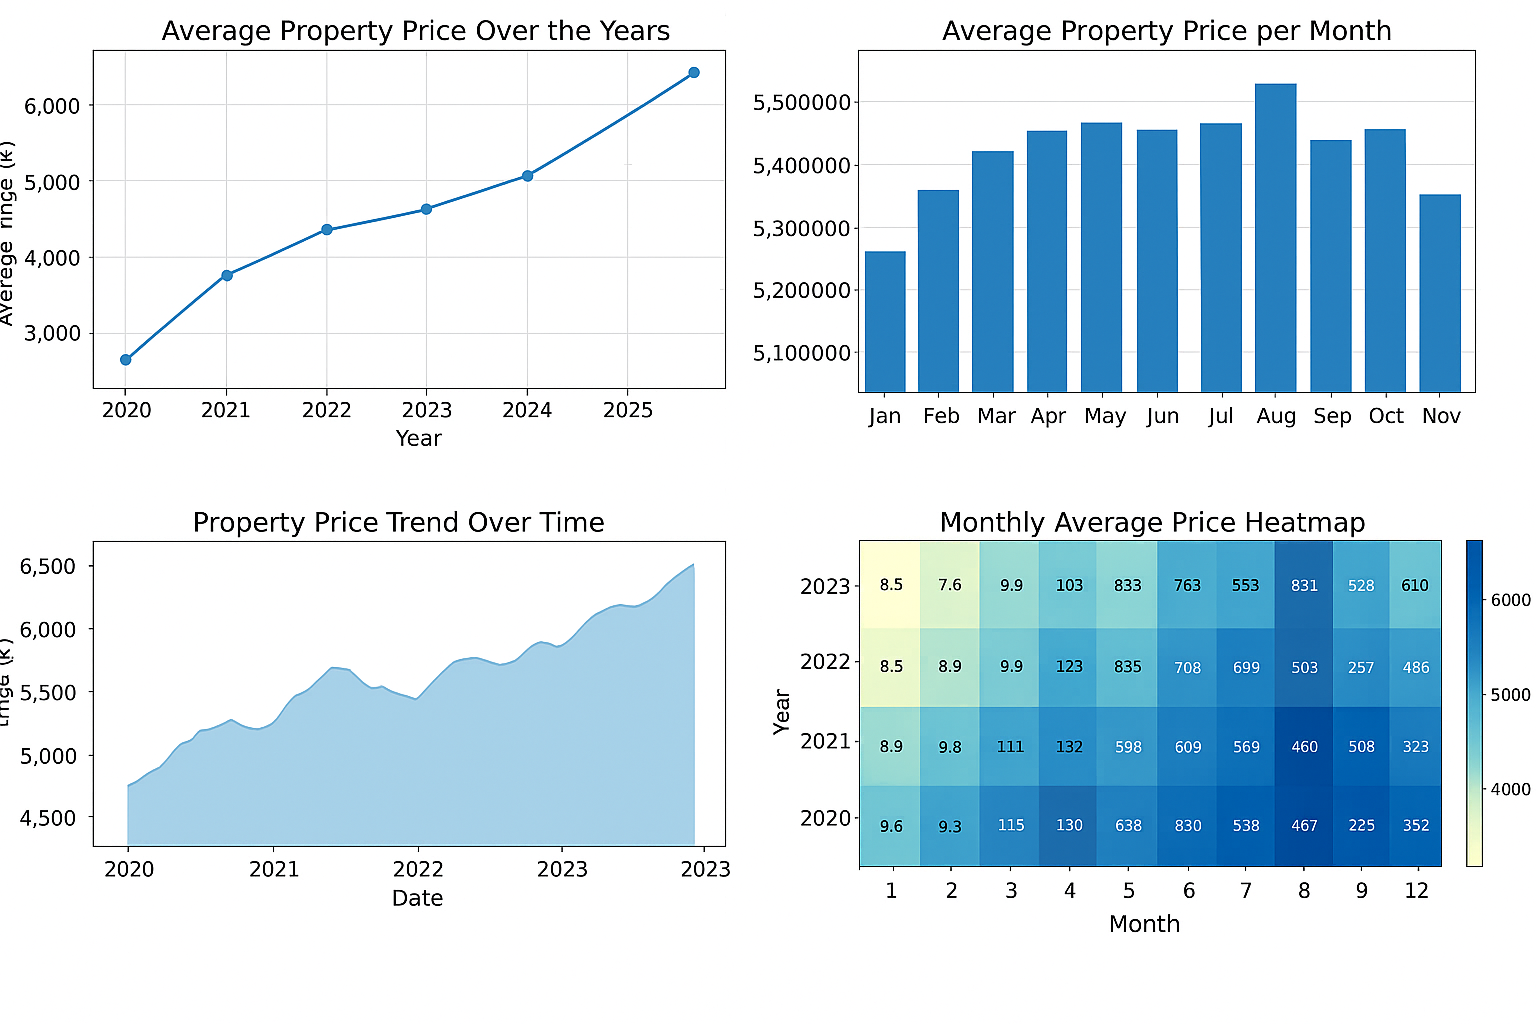 Average Property Price Over the Years
6,000
5,000
4,000
3,000
2020 2021 2022 2023 2024 2025
Year
Average Property Price per Month
5,500000
5,400000
5,300000
5,200000
5,100000
Jan Feb Mar Apr May Jun Jul Aug Sep Oct Nov
Property Price Trend Over Time
6,500
6,000
5,500
5,000
4,500
2020 2021 2022 2023 2023
Date
Monthly Average Price Heatmap
Year
2023 8.5 7.6 9.9 103 833 763 553 831 528 610
2022 8.5 8.9 9.9 123 835 708 699 503 257 486
2021 8.9 9.8 111 132 598 609 569 460 508 323
2020 9.6 9.3 115 130 638 830 538 467 225 352
1 2 3 4 5 6 7 8 9 12
Month
6000
5000
4000